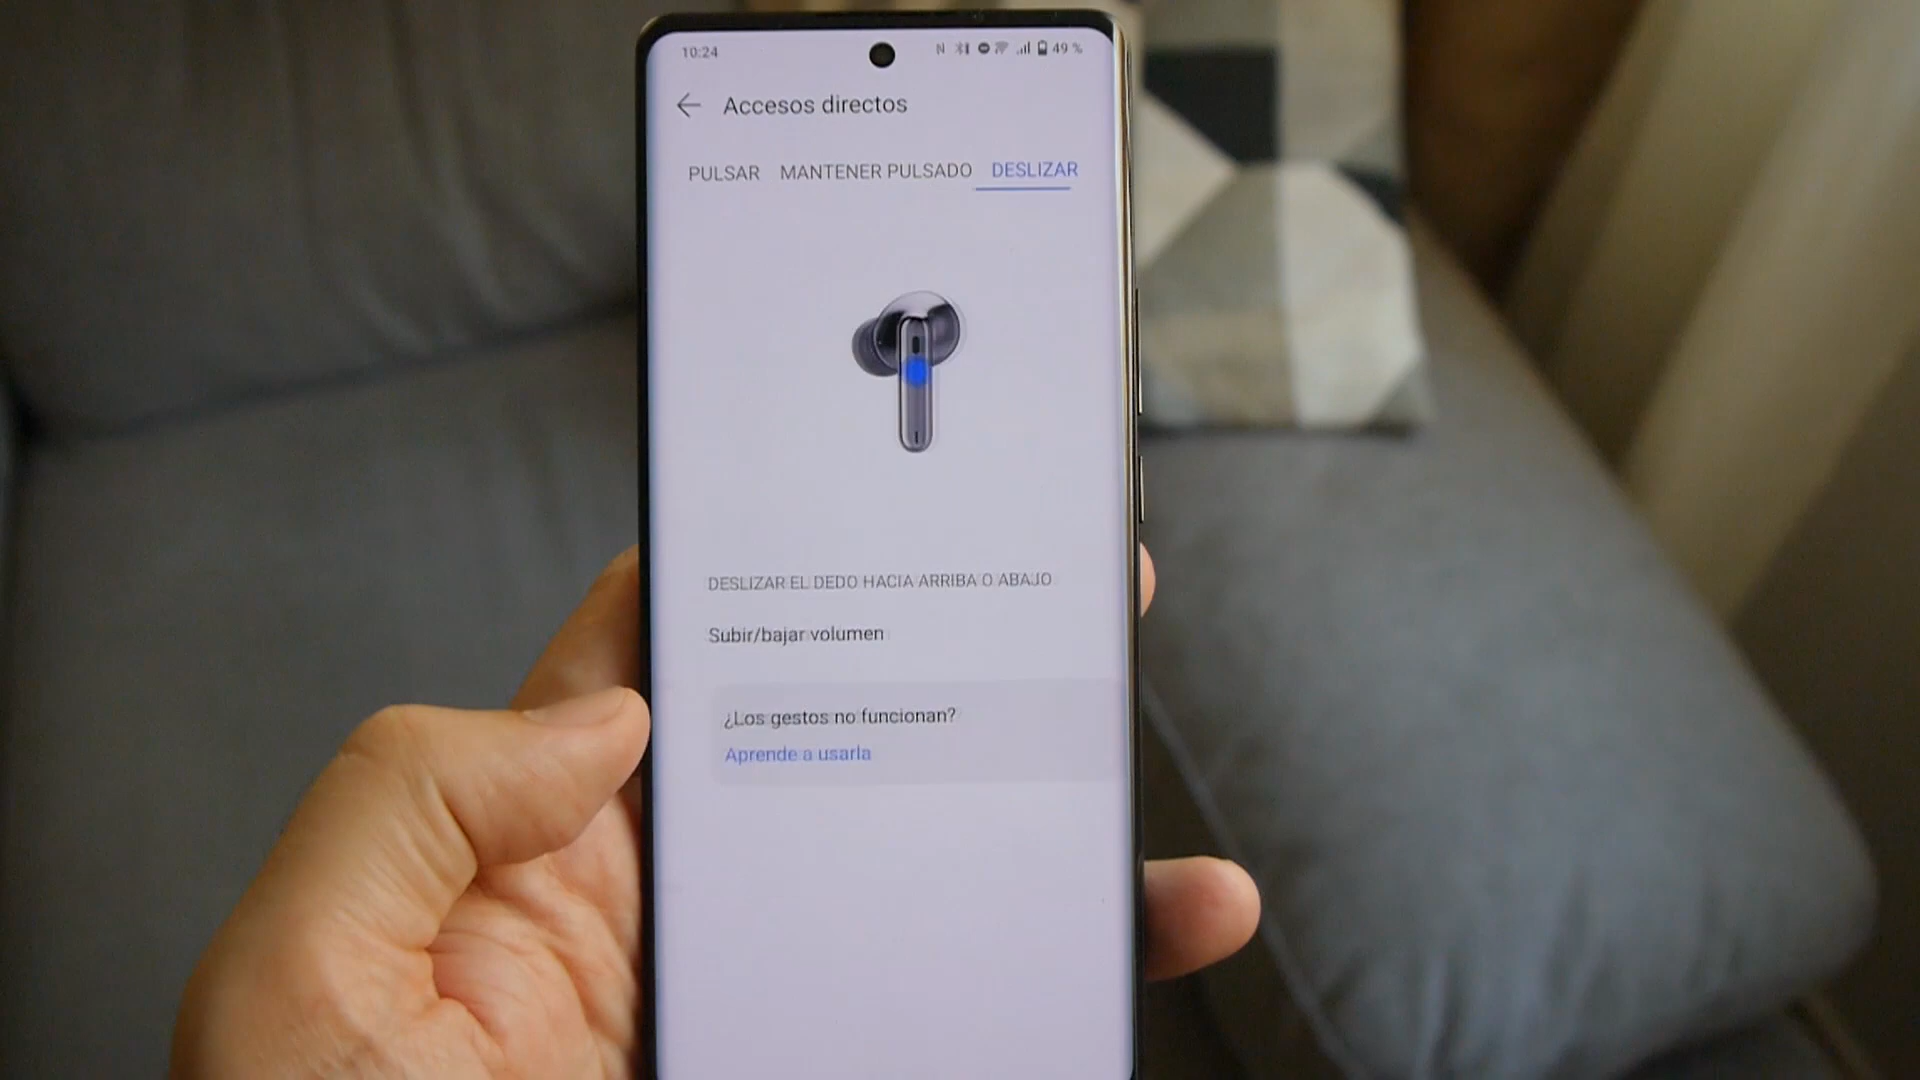 10:24 49 %
Accesos directos
PULSAR MANTENER PULSADO DESLIZAR
DESLIZAR EL DEDO HACIA ARRIBA O ABAJO
Subir/bajar volumen
¿Los gestos no funcionan?
Aprende a usarla